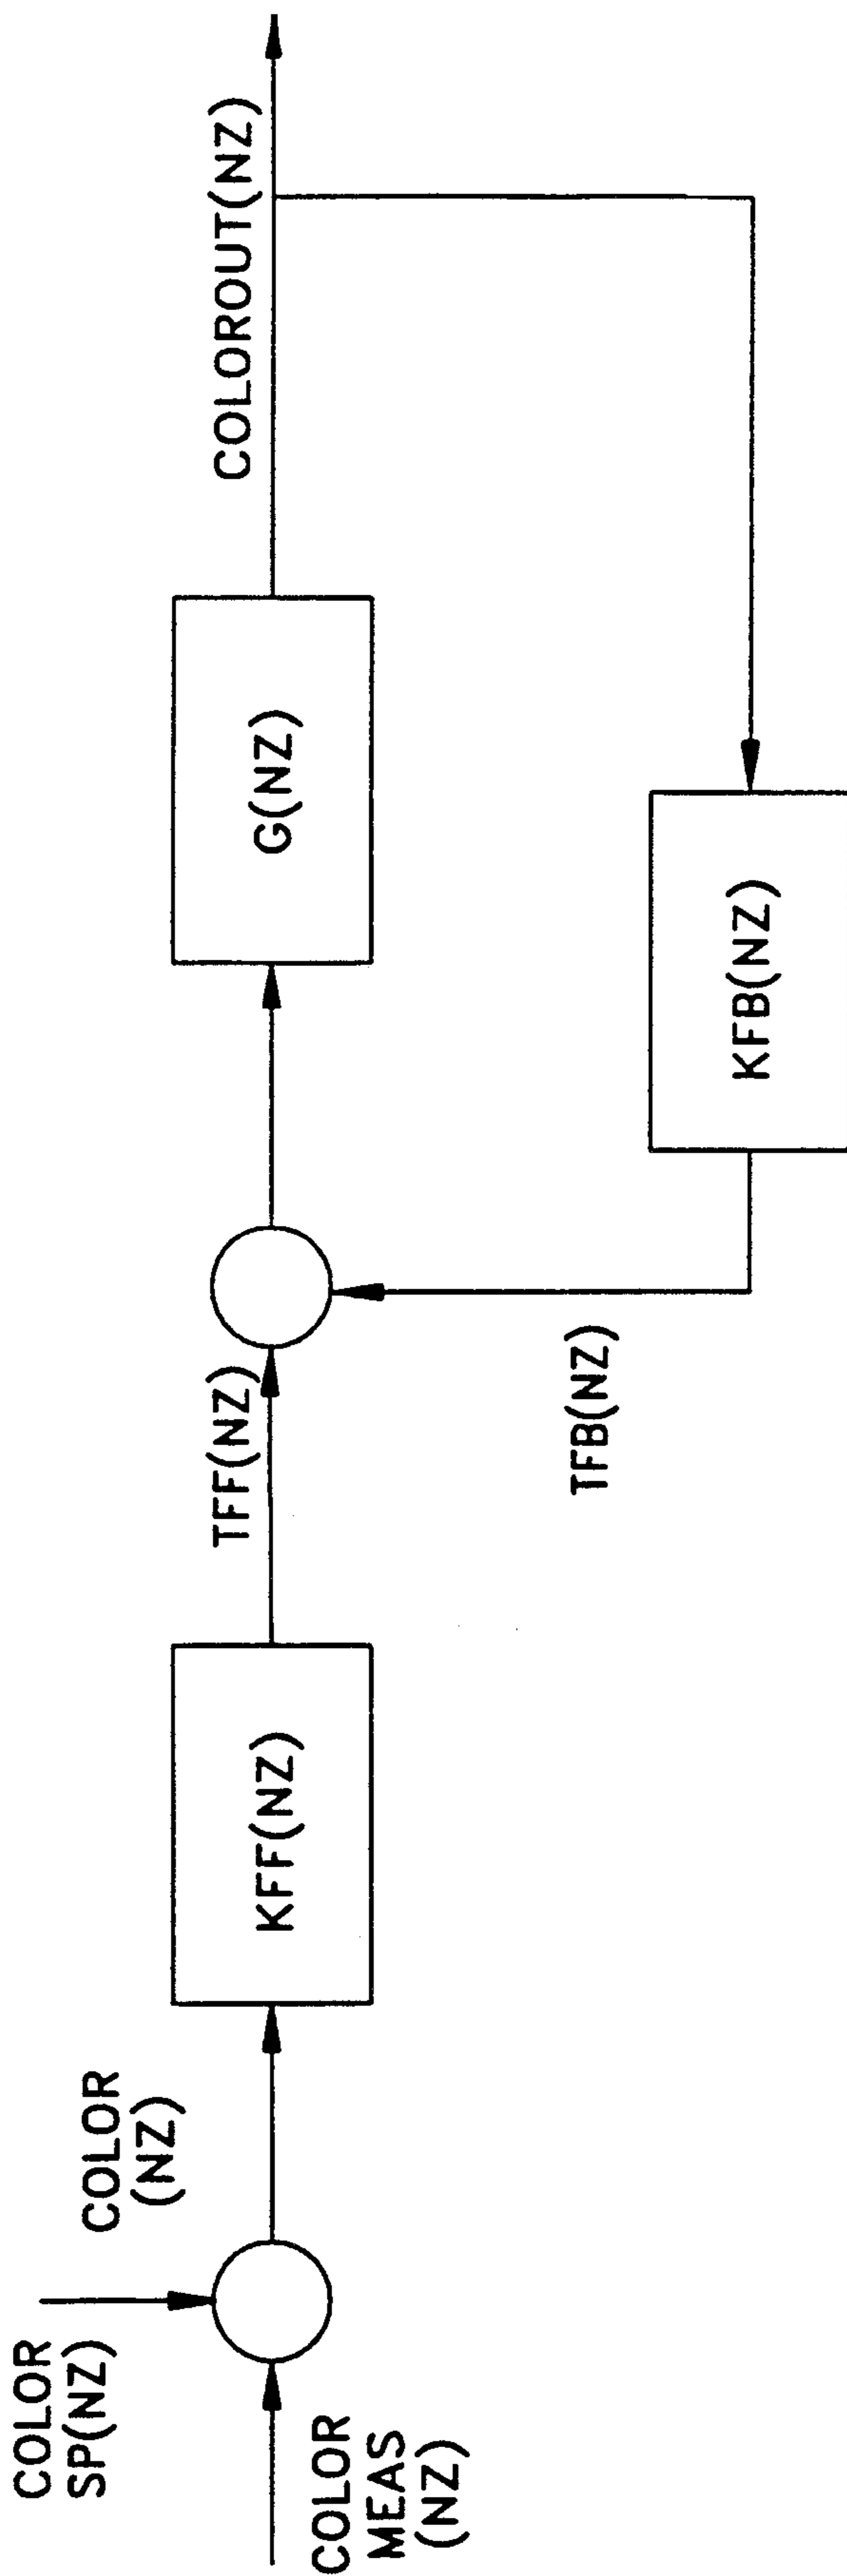 COLOR
SP(NZ)
COLOR
MEAS
(NZ)
COLOR
(NZ)
KFF(NZ)
TFF(NZ)
TFB(NZ)
G(NZ)
KFB(NZ)
COLOROUT(NZ)